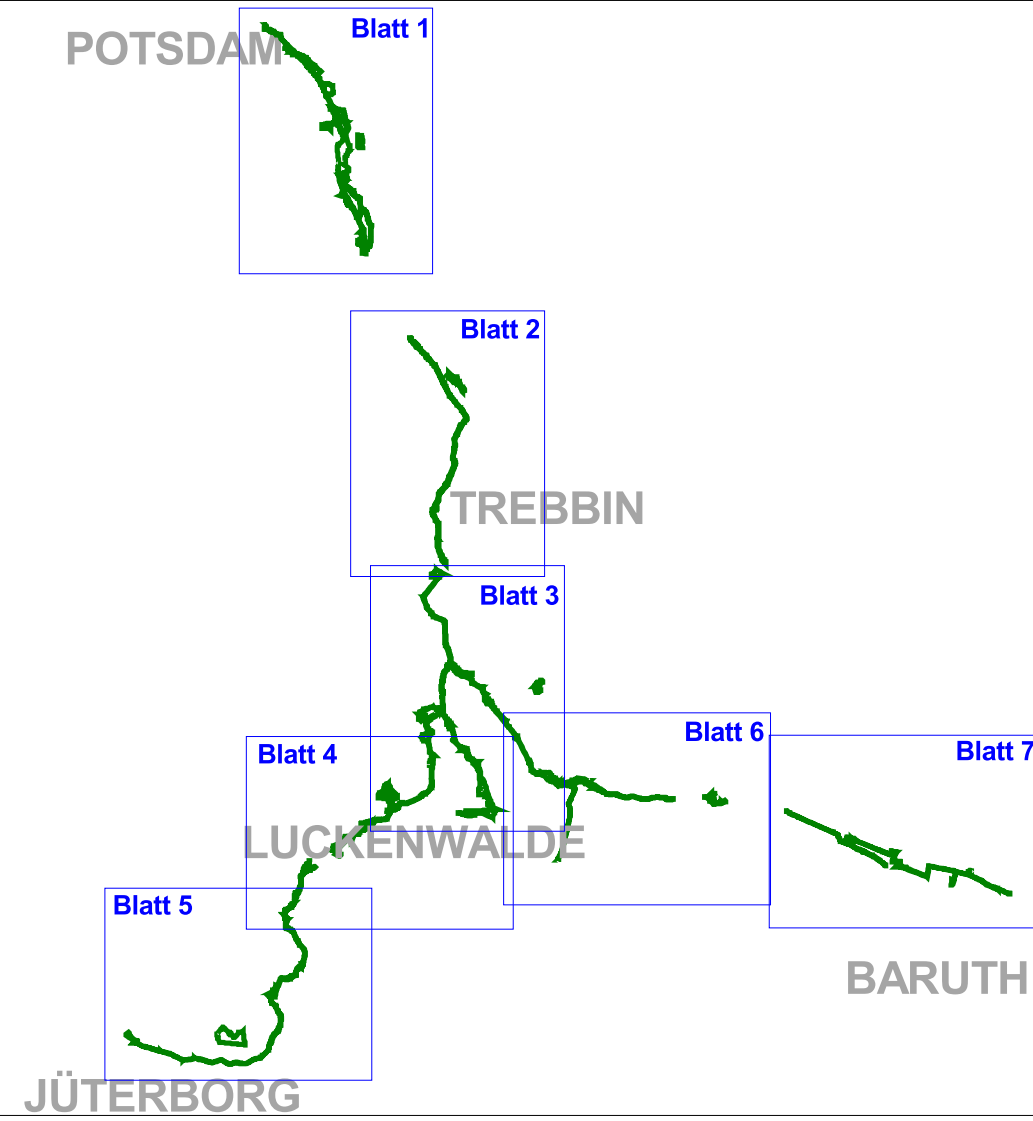 Blatt 1
POTSDAM
Blatt 2
TREBBIN
Blatt 3
Blatt 6
Blatt 7
Blatt 4
LUCKENWALDE
Blatt 5
BARUTH
JÜTERBORG